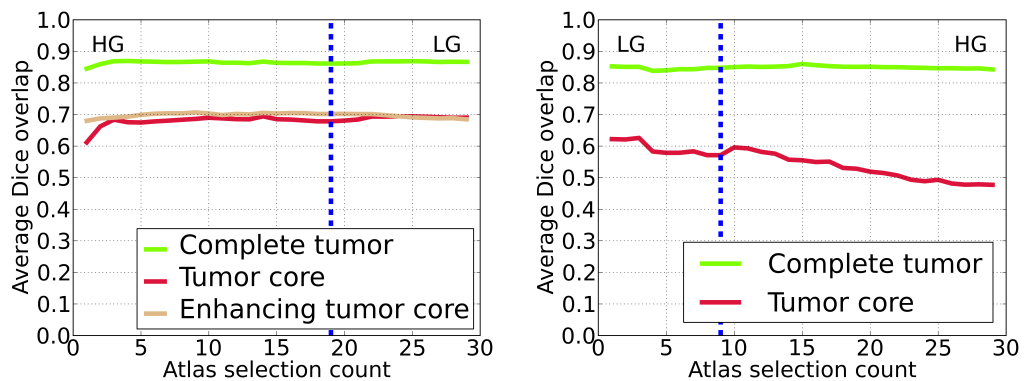 1.0
0.9
0.8
0.7
0.6
0.5
0.4
0.3
0.2
0.1
0.0
Average Dice overlap
HG
LG
Complete tumor
Tumor core
Enhancing tumor core
0 5 10 15 20 25 30
Atlas selection count
1.0
0.9
0.8
0.7
0.6
0.5
0.4
0.3
0.2
0.1
0.0
Average Dice overlap
LG
HG
Complete tumor
Tumor core
0 5 10 15 20 25 30
Atlas selection count